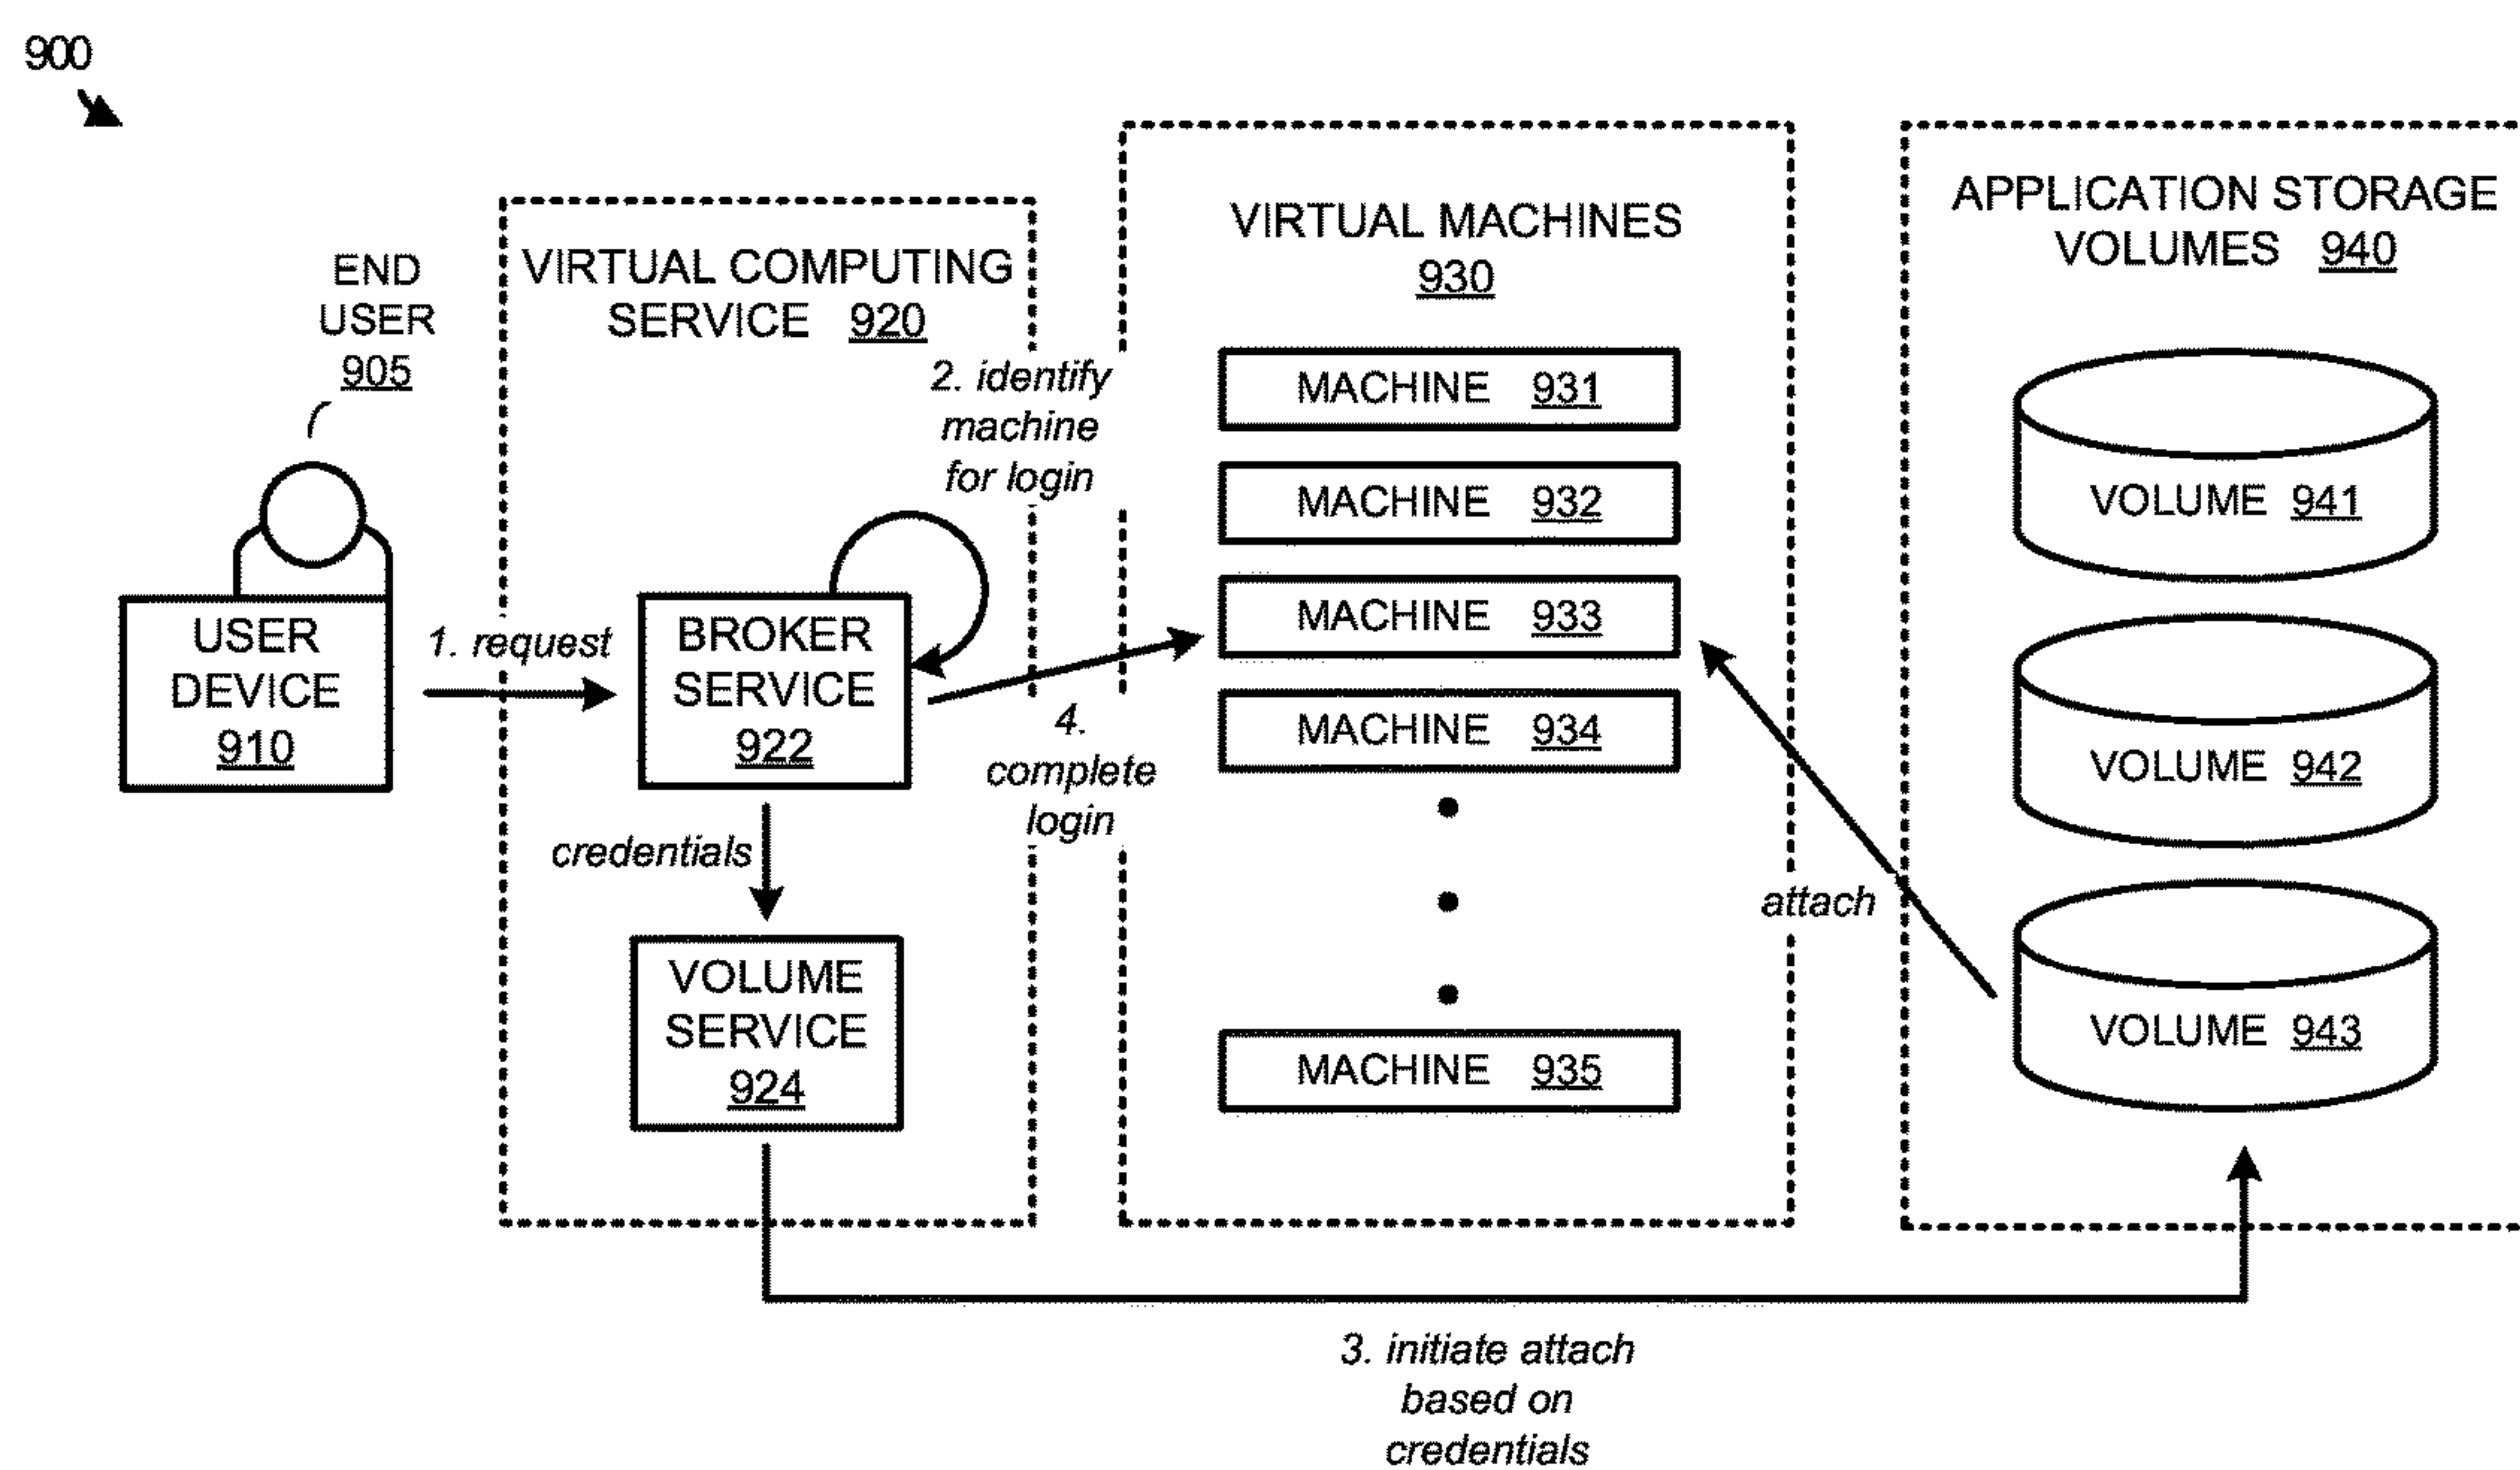 900
END
USER
905
VIRTUAL COMPUTING
SERVICE 920
VIRTUAL MACHINES
930
APPLICATION STORAGE
VOLUMES 940
2. identify
machine
for login
MACHINE 931
MACHINE 932
MACHINE 933
MACHINE 934
MACHINE 935
VOLUME 941
VOLUME 942
VOLUME 943
USER
DEVICE
910
1. request
BROKER
SERVICE
922
4.
complete
login
credentials
attach
VOLUME
SERVICE
924
3. initiate attach
based on
credentials